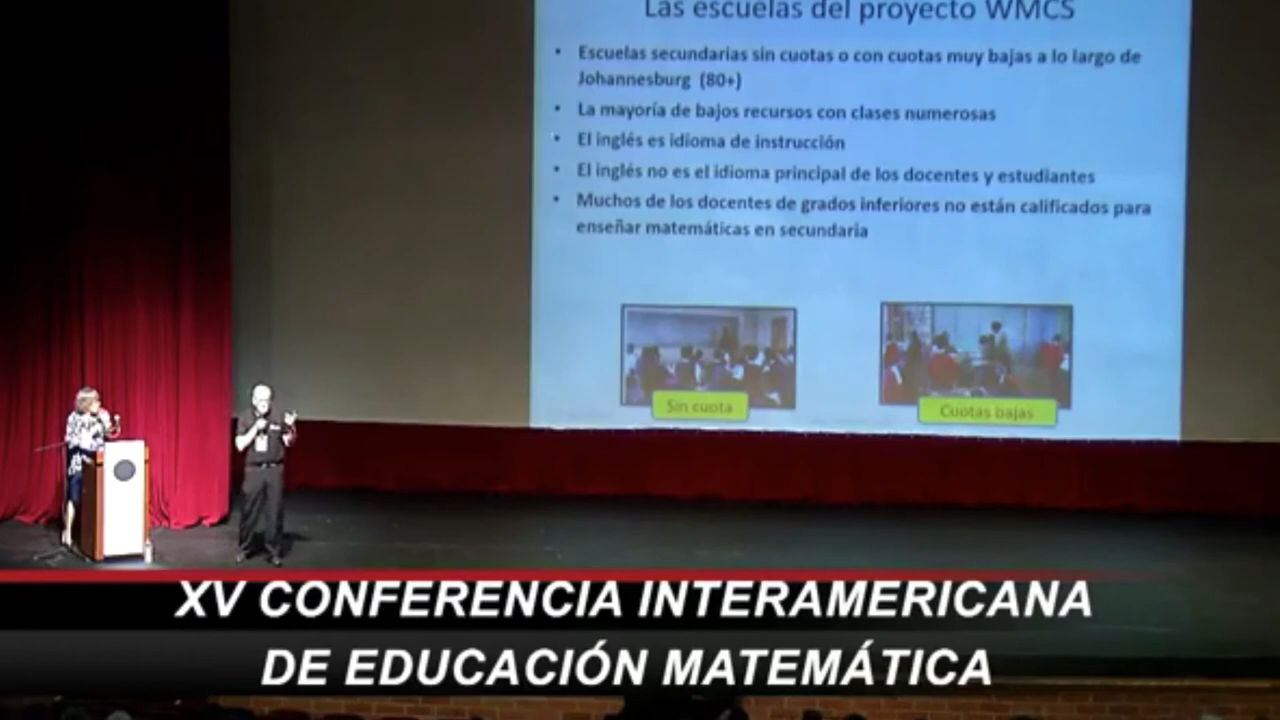 Las escuelas del proyecto WMCS
• Escuelas secundarias sin cuotas o con cuotas muy bajas a lo largo de
Johannesburg (80+)
• La mayoría de bajos recursos con clases numerosas
• El inglés es idioma de instrucción
• El inglés no es el idioma principal de los docentes y estudiantes
• Muchos de los docentes de grados inferiores no están calificados para
enseñar matemáticas en secundaria
Sin cuota
Cuotas bajas
XV CONFERENCIA INTERAMERICANA
DE EDUCACIÓN MATEMÁTICA